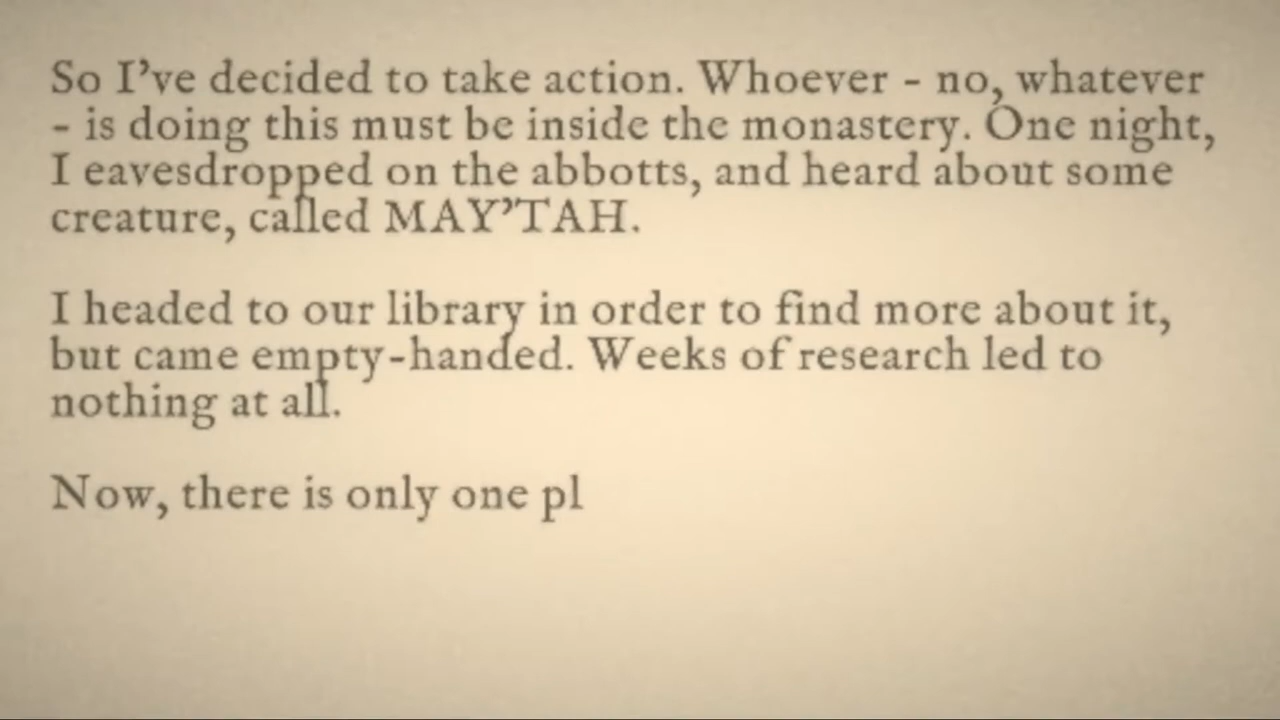 So I’ve decided to take action. Whoever - no, whatever
- is doing this must be inside the monastery. One night,
I eavesdropped on the abbotts, and heard about some
creature, called MAY’TAH.
I headed to our library in order to find more about it,
but came empty-handed. Weeks of research led to
nothing at all.
Now, there is only one pl